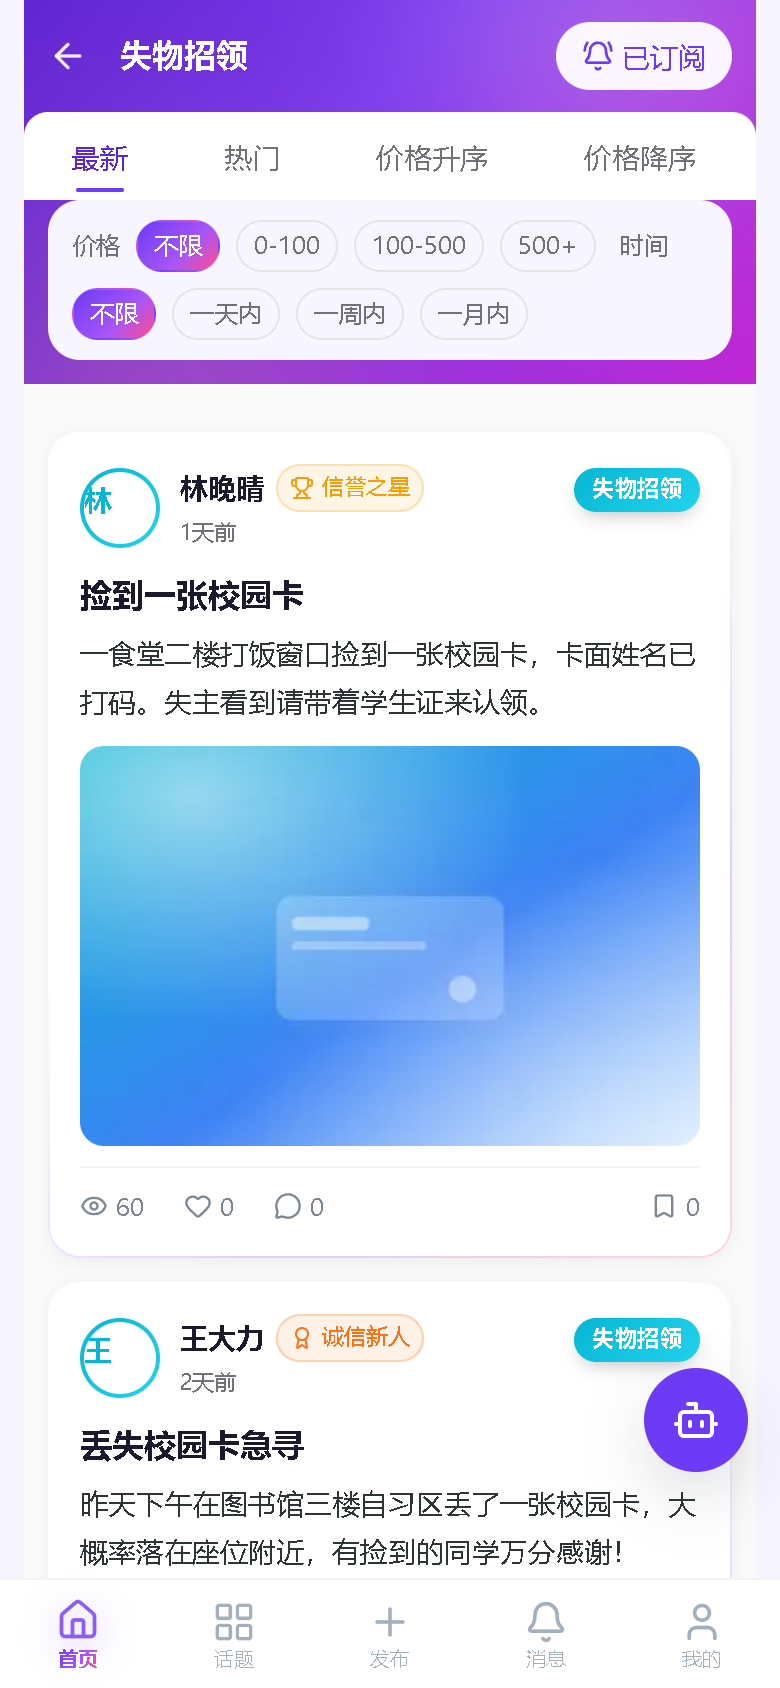 失物招领
已订阅
最新 热门 价格升序 价格降序
价格 不限 0-100 100-500 500+ 时间
不限 一天内 一周内 一月内
林
林晚晴 信誉之星 失物招领
1天前
捡到一张校园卡
一食堂二楼打饭窗口捡到一张校园卡，卡面姓名已
打码。失主看到请带着学生证来认领。
60 0 0 0
王
王大力 诚信新人 失物招领
2天前
丢失校园卡急寻
昨天下午在图书馆三楼自习区丢了一张校园卡，大
概率落在座位附近，有捡到的同学万分感谢！
首页 话题 发布 消息 我的